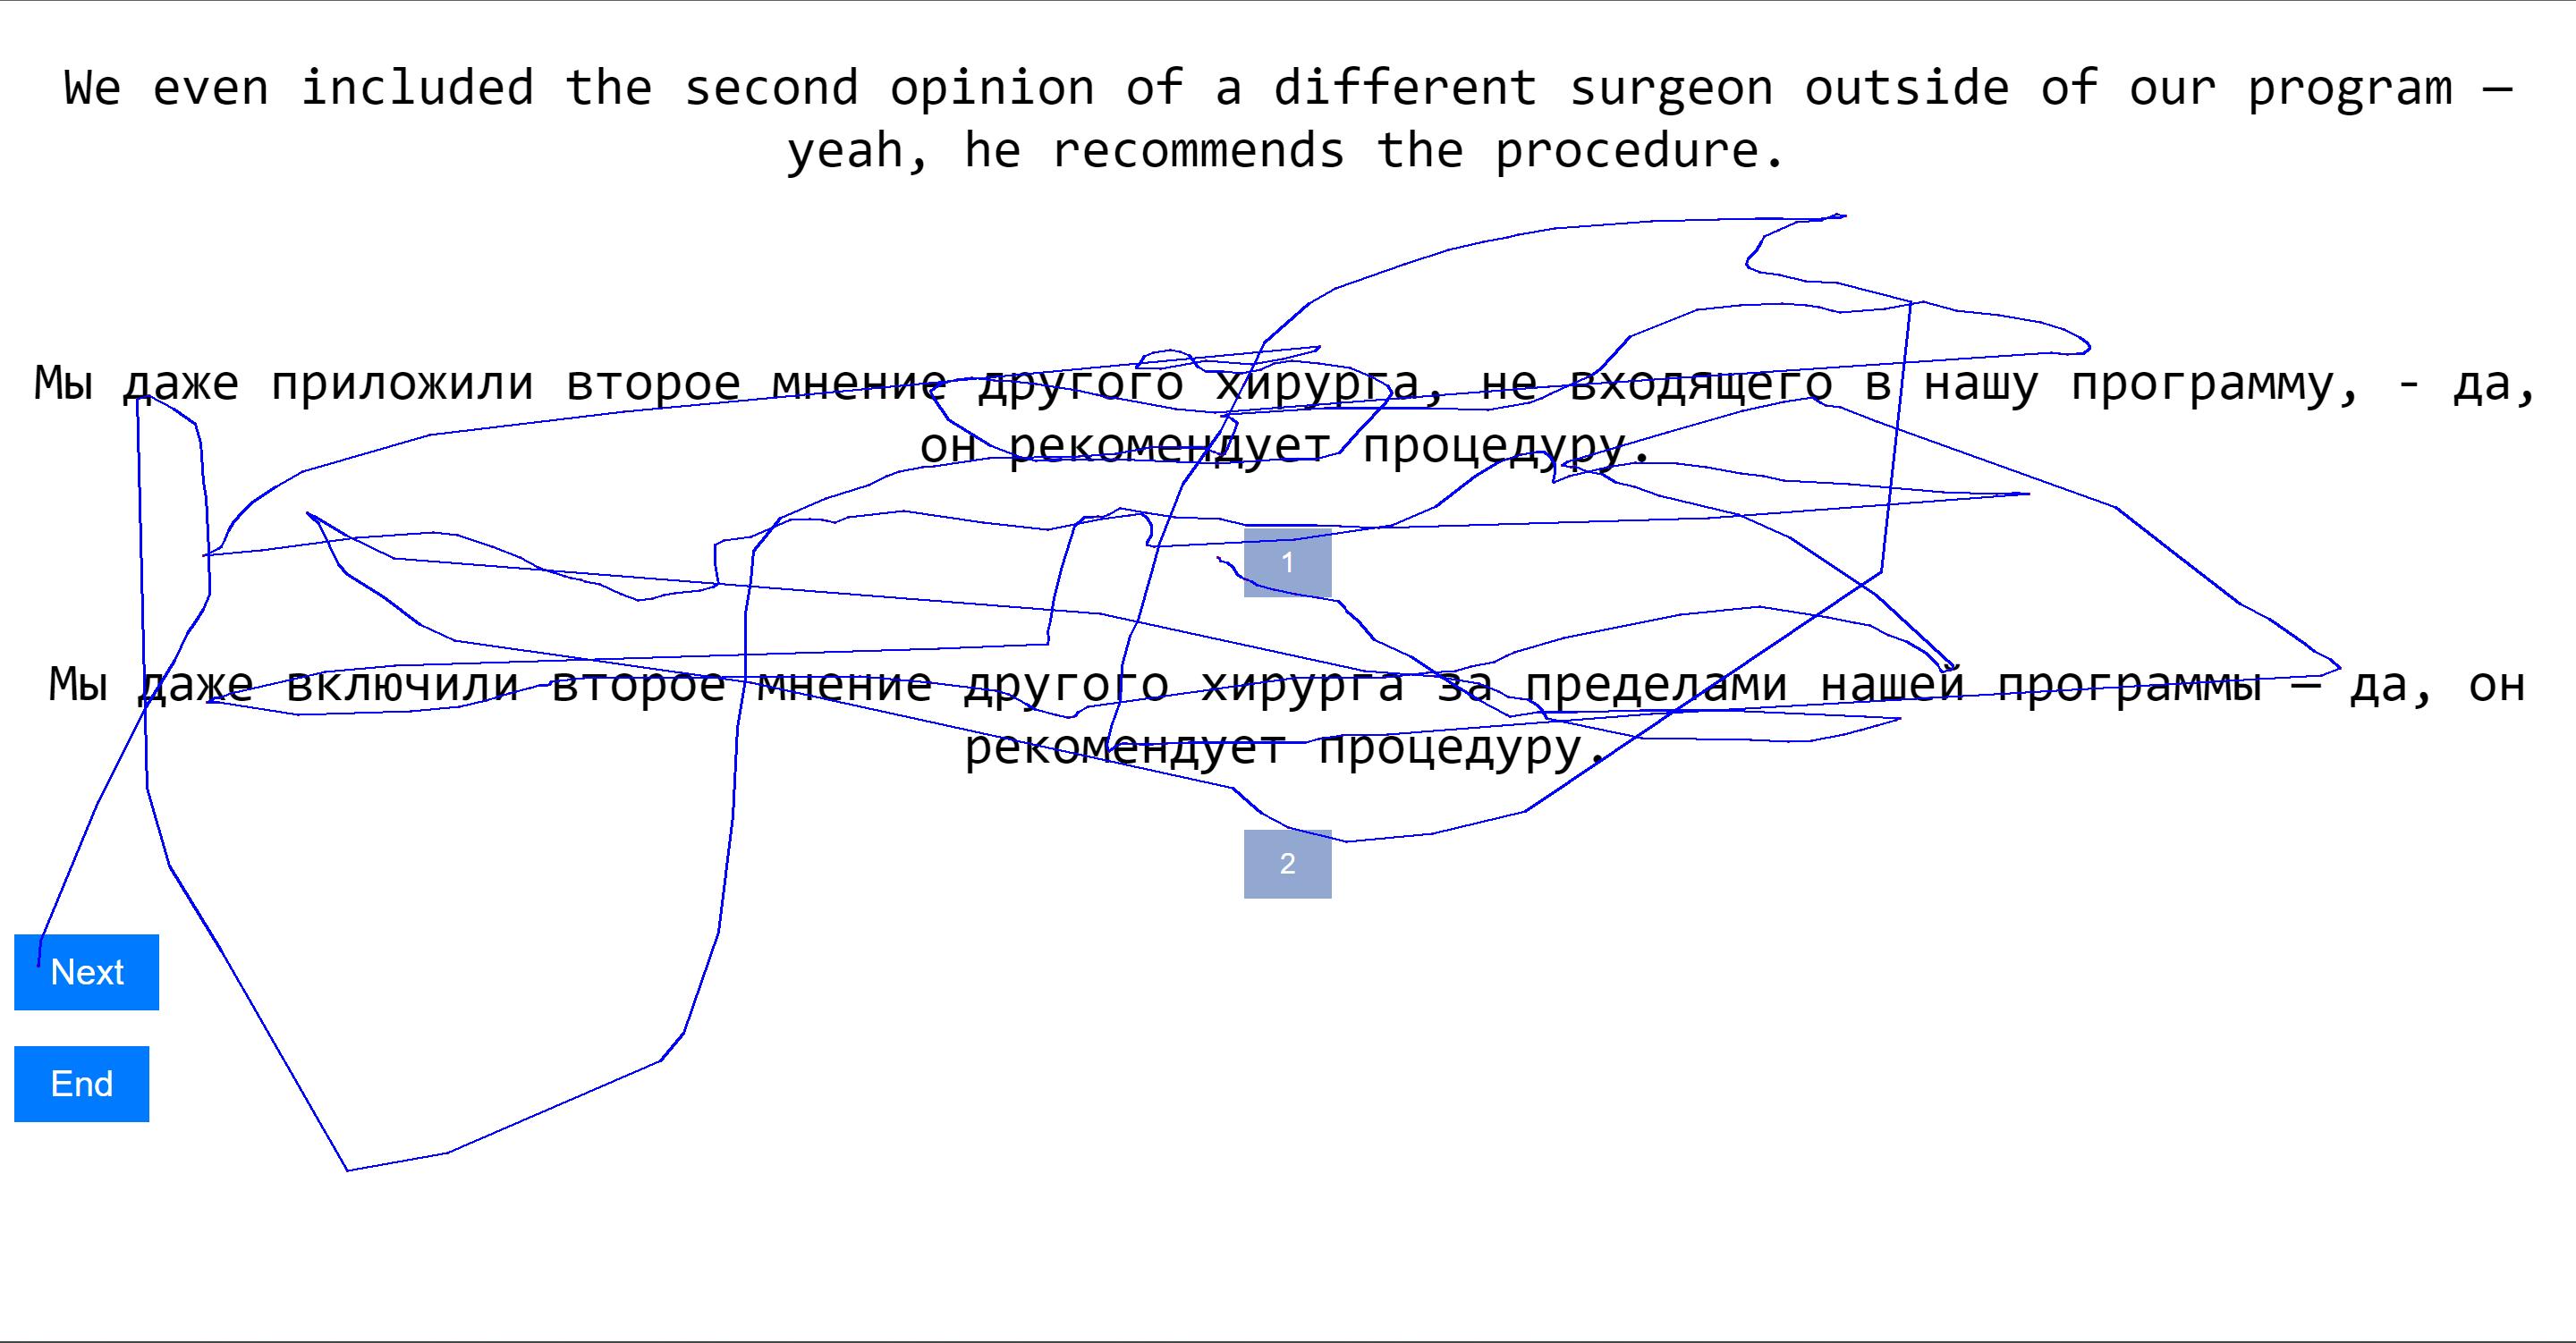 We even included the second opinion of a different surgeon outside of our program —
yeah, he recommends the procedure.
Мы даже приложили второе мнение другого хирурга, не входящего в нашу программу, - да,
он рекомендует процедуру.
1
Мы даже включили второе мнение другого хирурга за пределами нашей программы — да, он
рекомендует процедуру.
2
Next
End